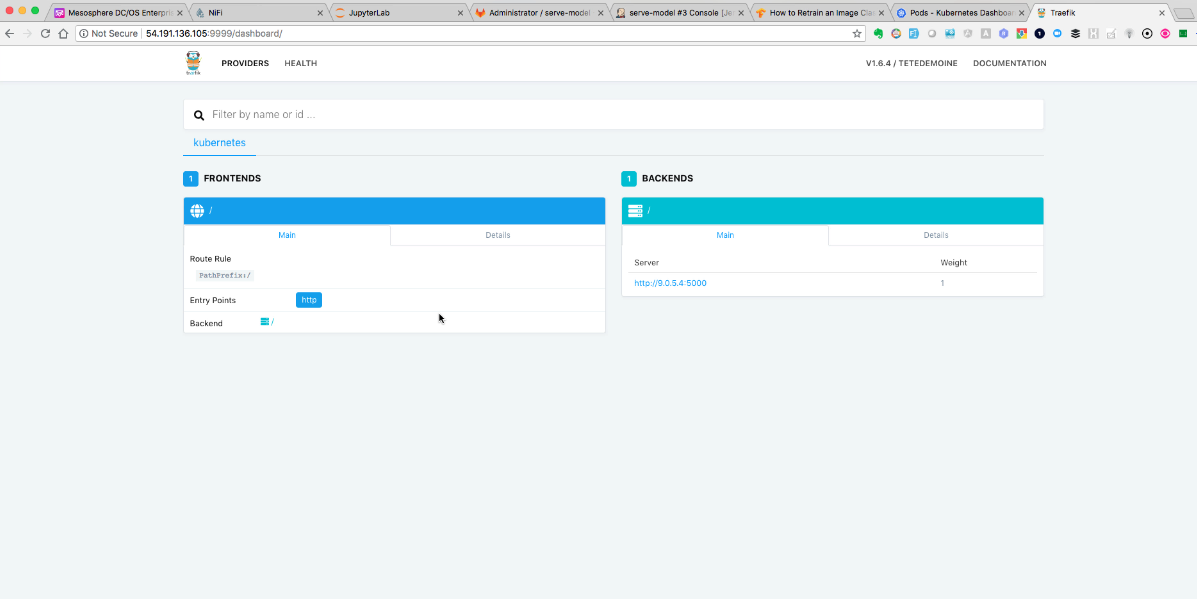 Mesosphere DC/OS Enterpris
NiFi
JupyterLab
Administrator / serve-model
serve-model #3 Console [Je
How to Retrain an Image Cla
Pods - Kubernetes Dashboa
Traefik
Not Secure 54.191.136.105:9999/dashboard/
træfik PROVIDERS HEALTH V1.6.4 / TETEDEMOINE DOCUMENTATION
Filter by name or id ...
kubernetes
1 FRONTENDS
/
Main Details
Route Rule
PathPrefix:/
Entry Points http
Backend /
1 BACKENDS
/
Main Details
Server Weight
http://9.0.5.4:5000 1